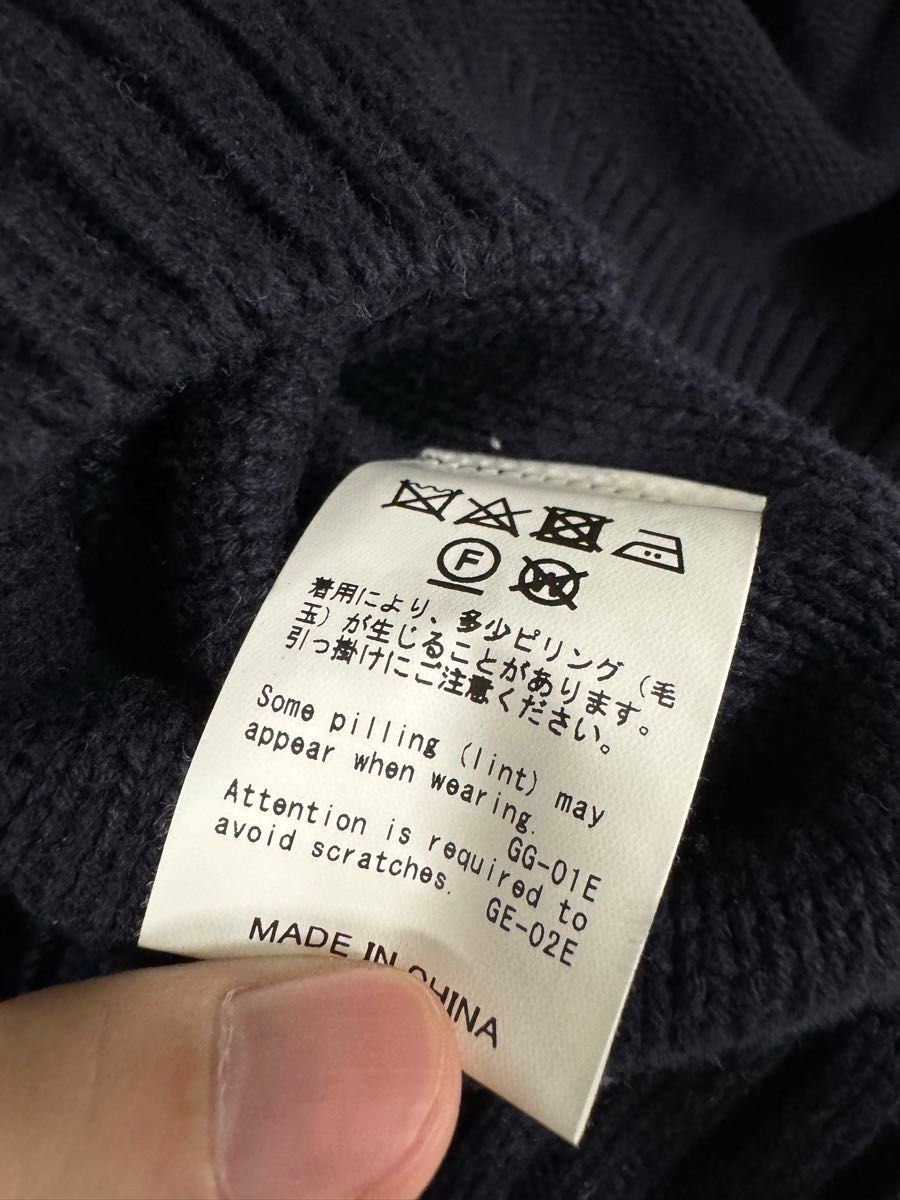 F
W
着用により、多少ピリング（毛
玉）が生じることがあります。
引っ掛けにご注意ください。
Some pilling (lint) may
appear when wearing.
GG-01E
Attention is required to
avoid scratches.
GE-02E
MADE IN CHINA